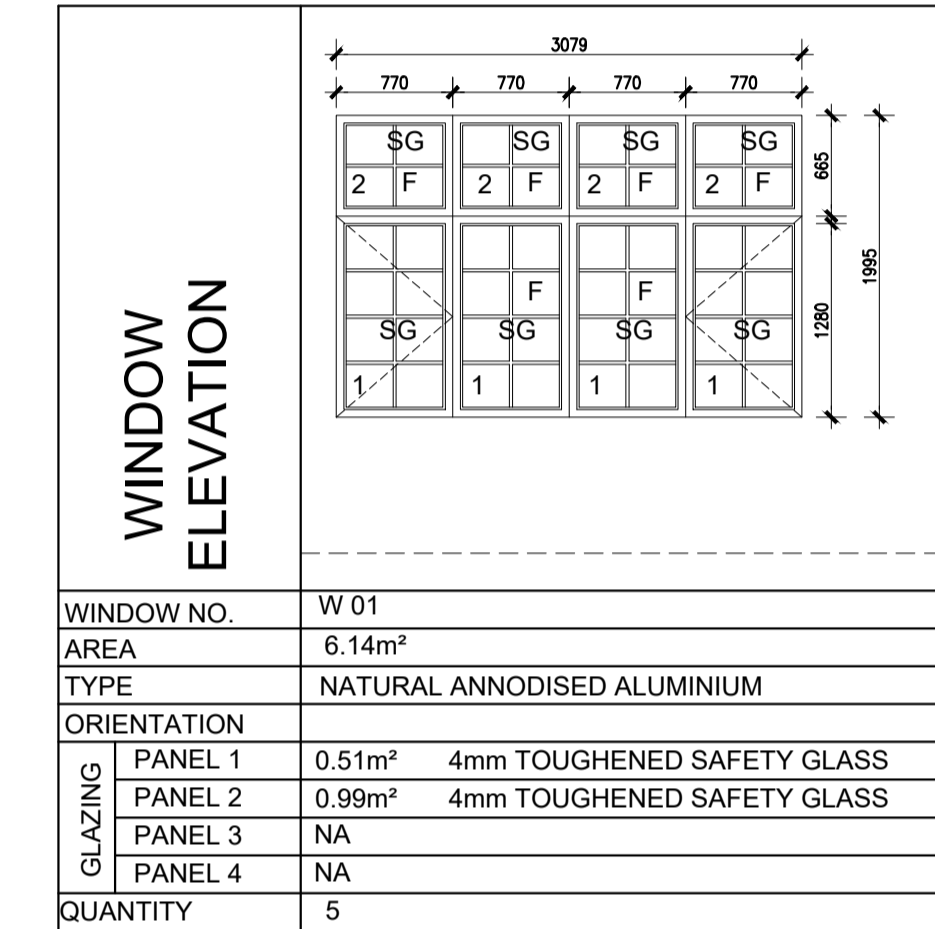 3079
770 770 770 770
SG SG SG SG
2 F 2 F 2 F 2 F
665
F F
SG SG SG SG
1 1 1 1
1280
1995
WINDOW
ELEVATION
WINDOW NO. W 01
AREA 6.14m²
TYPE NATURAL ANNODISED ALUMINIUM
ORIENTATION
GLAZING
PANEL 1 0.51m² 4mm TOUGHENED SAFETY GLASS
PANEL 2 0.99m² 4mm TOUGHENED SAFETY GLASS
PANEL 3 NA
PANEL 4 NA
QUANTITY 5